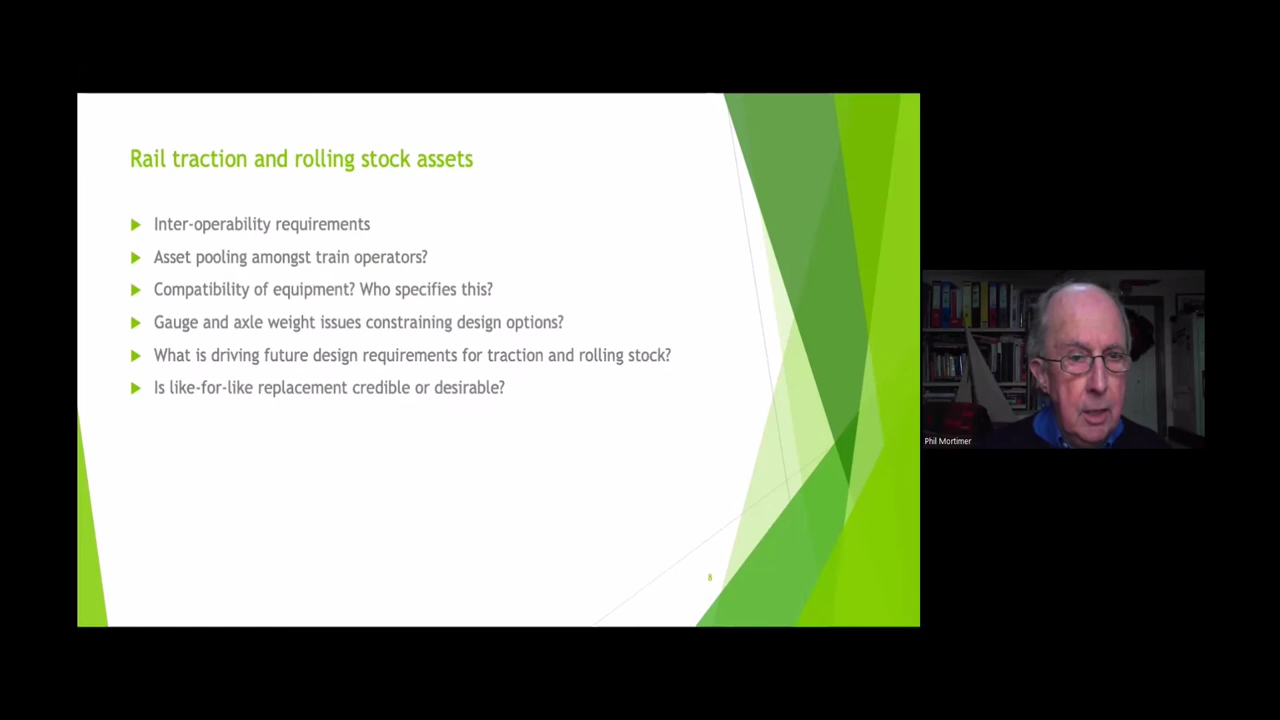 Rail traction and rolling stock assets
Inter-operability requirements
Asset pooling amongst train operators?
Compatibility of equipment? Who specifies this?
Gauge and axle weight issues constraining design options?
What is driving future design requirements for traction and rolling stock?
Is like-for-like replacement credible or desirable?
8
Phil Mortimer